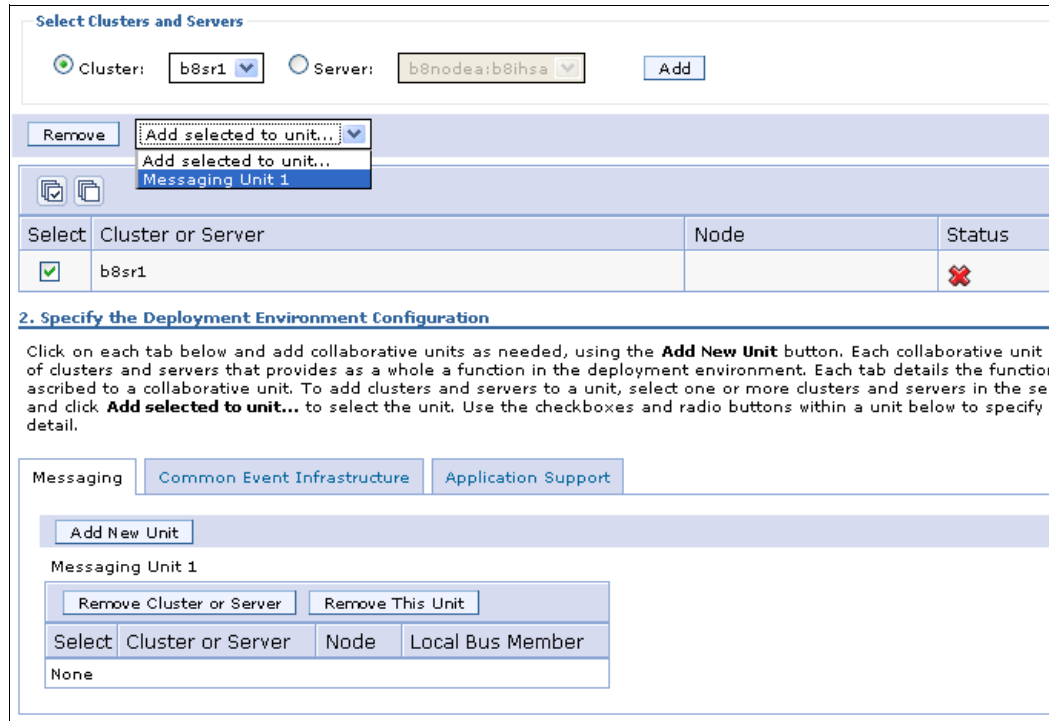 Select Clusters and Servers
Cluster: b8sr1 Server: b8nodea:b8ihsa Add
Remove Add selected to unit...
Add selected to unit...
Messaging Unit 1
Select Cluster or Server Node Status
b8sr1
2. Specify the Deployment Environment Configuration
Click on each tab below and add collaborative units as needed, using the Add New Unit button. Each collaborative unit
of clusters and servers that provides as a whole a function in the deployment environment. Each tab details the function
ascribed to a collaborative unit. To add clusters and servers to a unit, select one or more clusters and servers in the se
and click Add selected to unit... to select the unit. Use the checkboxes and radio buttons within a unit below to specify
detail.
Messaging Common Event Infrastructure Application Support
Add New Unit
Messaging Unit 1
Remove Cluster or Server Remove This Unit
Select Cluster or Server Node Local Bus Member
None